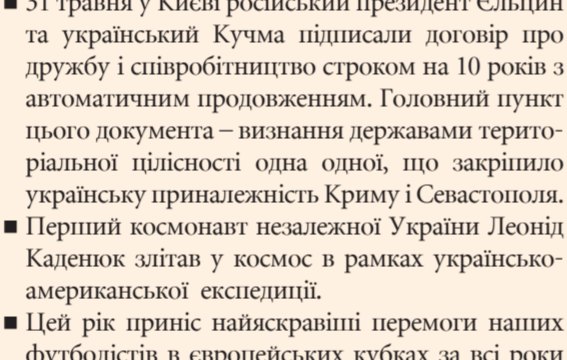 ■ 31 травня у Києві російський президент Єльцин
та український Кучма підписали договір про
дружбу і співробітництво строком на 10 років з
автоматичним продовженням. Головний пункт
цього документа – визнання державами терито-
ріальної цілісності одна одної, що закріпило
українську приналежність Криму і Севастополя.
■ Перший космонавт незалежної України Леонід
Каденюк злітав у космос в рамках українсько-
американської експедиції.
■ Цей рік приніс найяскравіші перемоги наших
футболістів в європейських кубках за всі роки